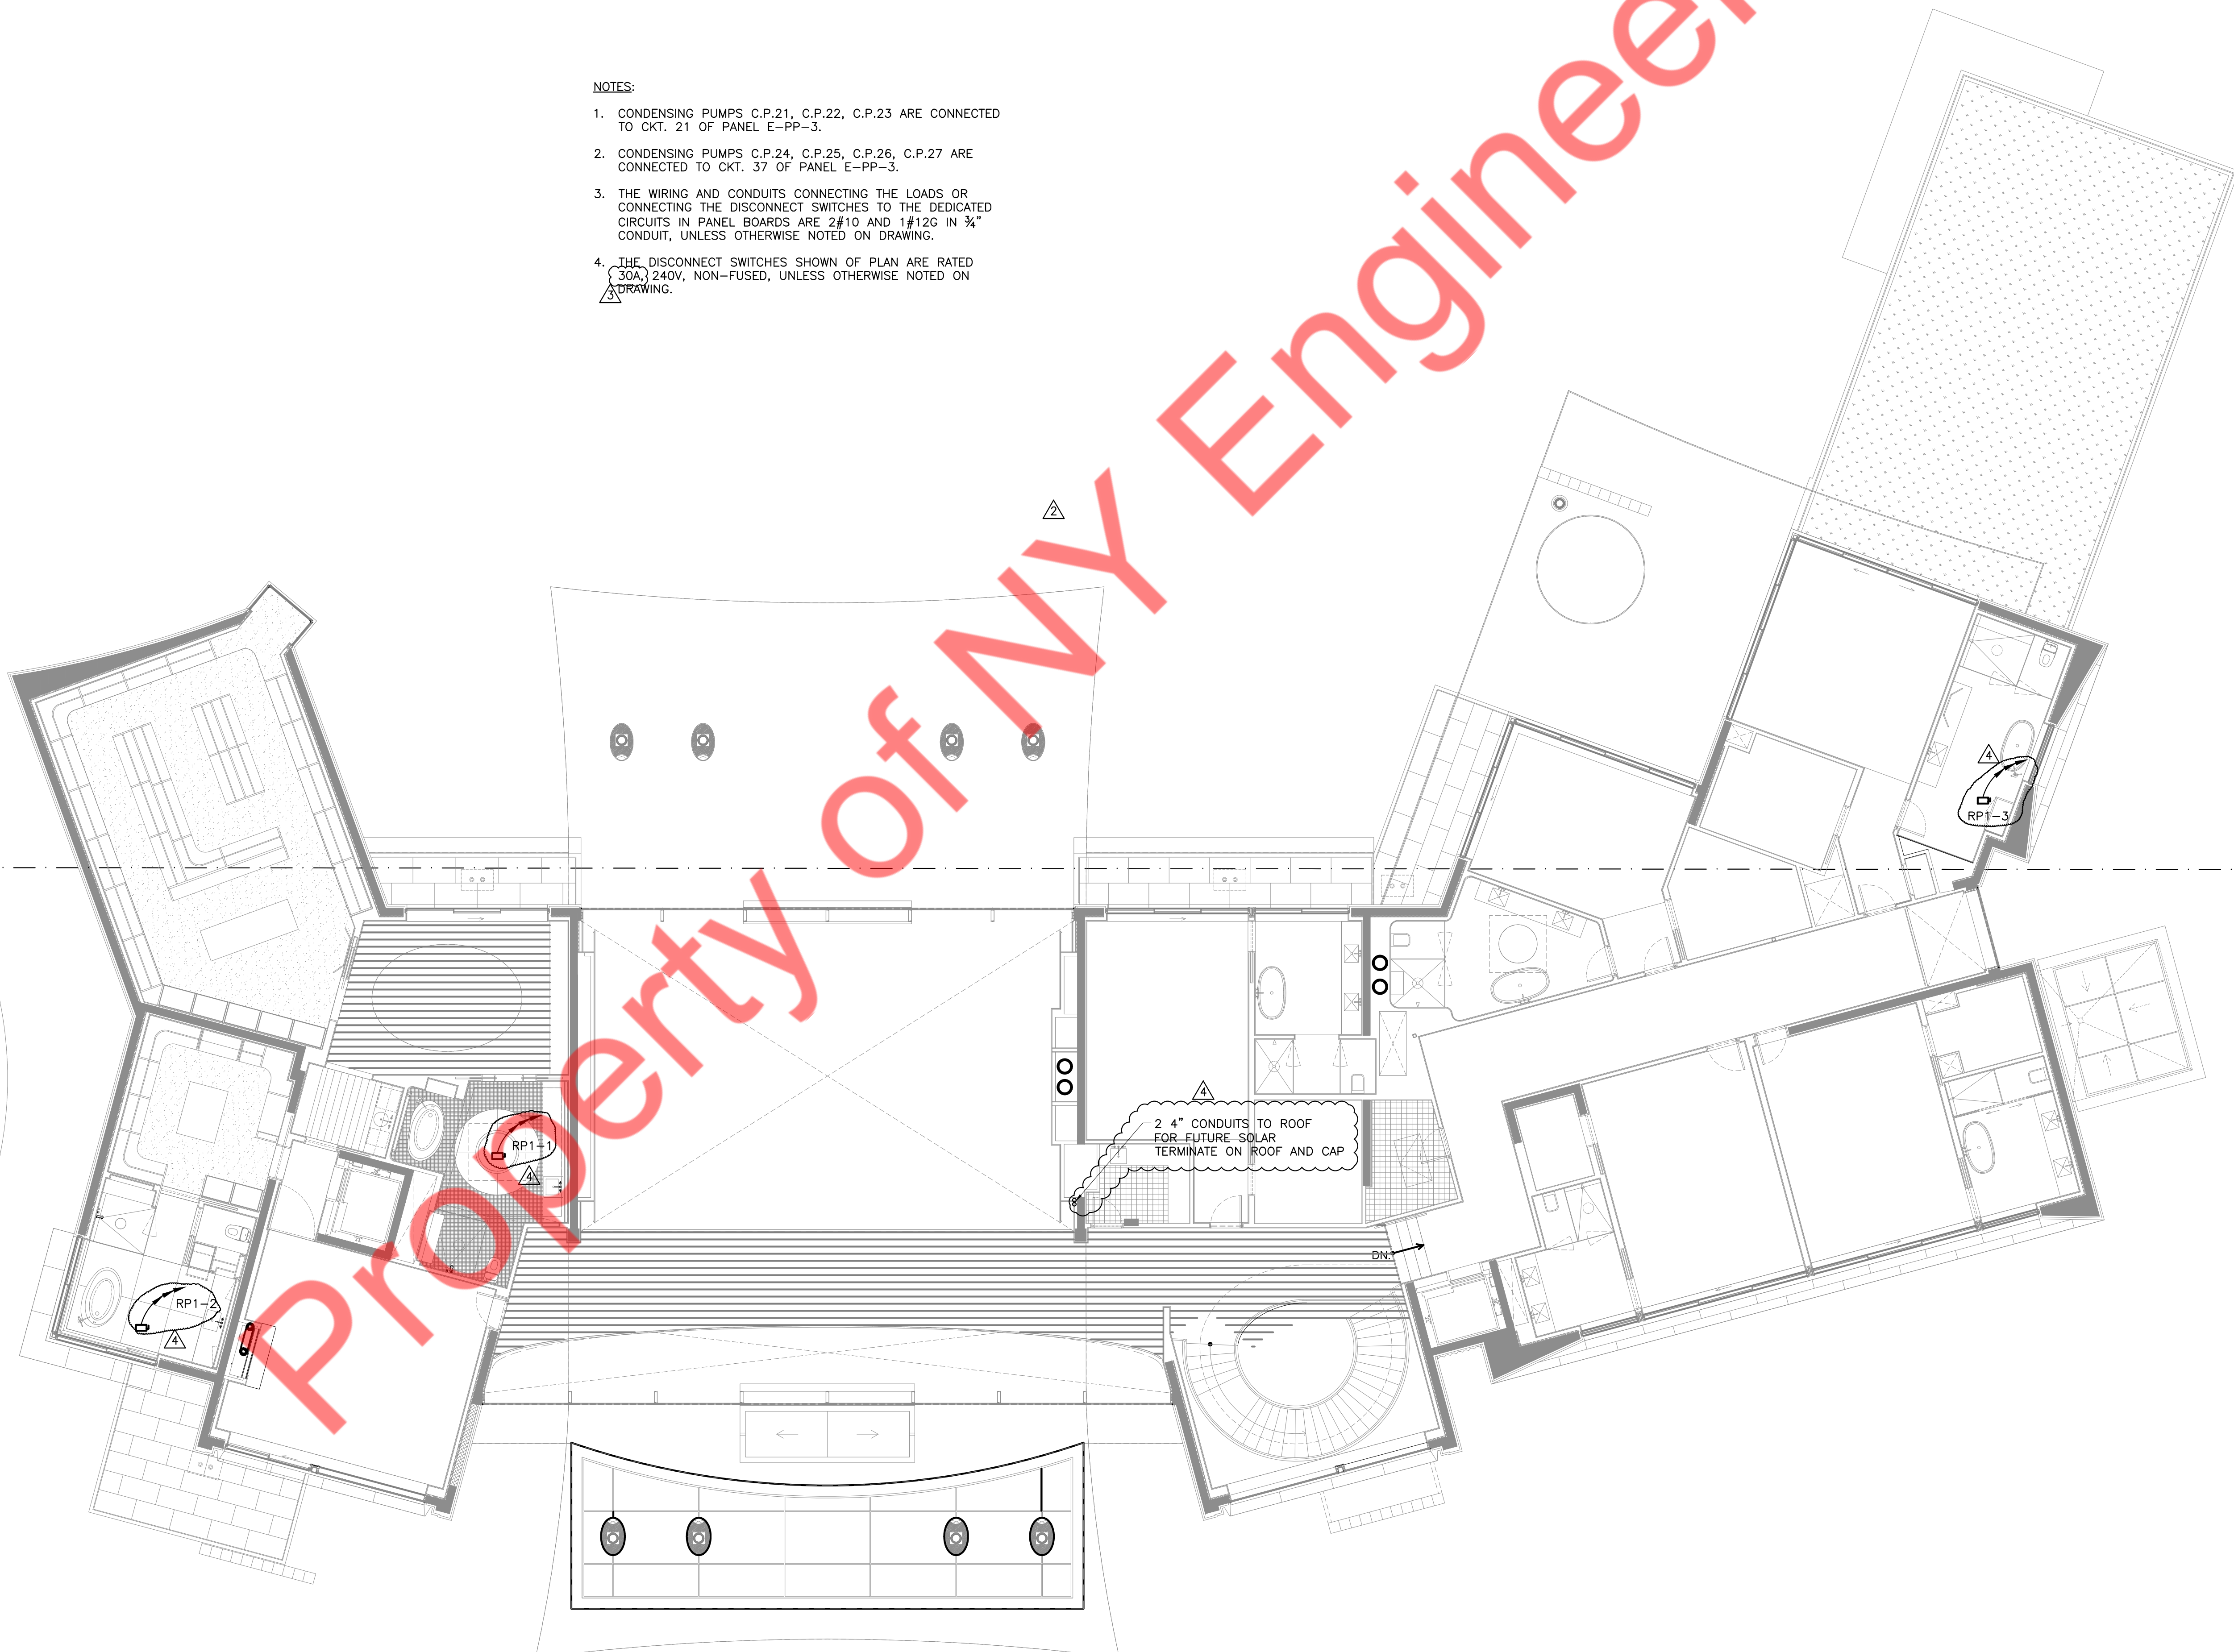 NOTES:
1. CONDENSING PUMPS C.P.21, C.P.22, C.P.23 ARE CONNECTED
TO CKT. 21 OF PANEL E-PP-3.
2. CONDENSING PUMPS C.P.24, C.P.25, C.P.26, C.P.27 ARE
CONNECTED TO CKT. 37 OF PANEL E-PP-3.
3. THE WIRING AND CONDUITS CONNECTING THE LOADS OR
CONNECTING THE DISCONNECT SWITCHES TO THE DEDICATED
CIRCUITS IN PANEL BOARDS ARE 2#10 AND 1#12G IN ¾"
CONDUIT, UNLESS OTHERWISE NOTED ON DRAWING.
4. THE DISCONNECT SWITCHES SHOWN OF PLAN ARE RATED
30A, 240V, NON-FUSED, UNLESS OTHERWISE NOTED ON
DRAWING.
3
2
4
RP1-3
4
2 4" CONDUITS TO ROOF
FOR FUTURE SOLAR
TERMINATE ON ROOF AND CAP
RP1-1
4
DN.
RP1-2
4
Property of NY Engineer